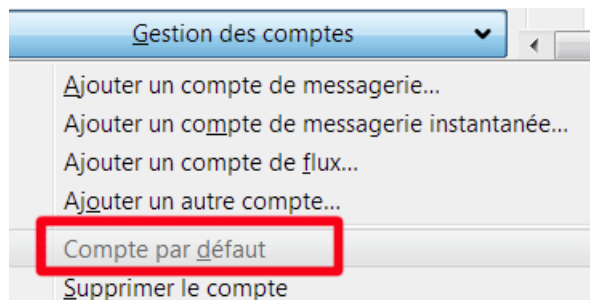 Gestion des comptes
Ajouter un compte de messagerie...
Ajouter un compte de messagerie instantanée...
Ajouter un compte de flux...
Ajouter un autre compte...
Compte par défaut
Supprimer le compte